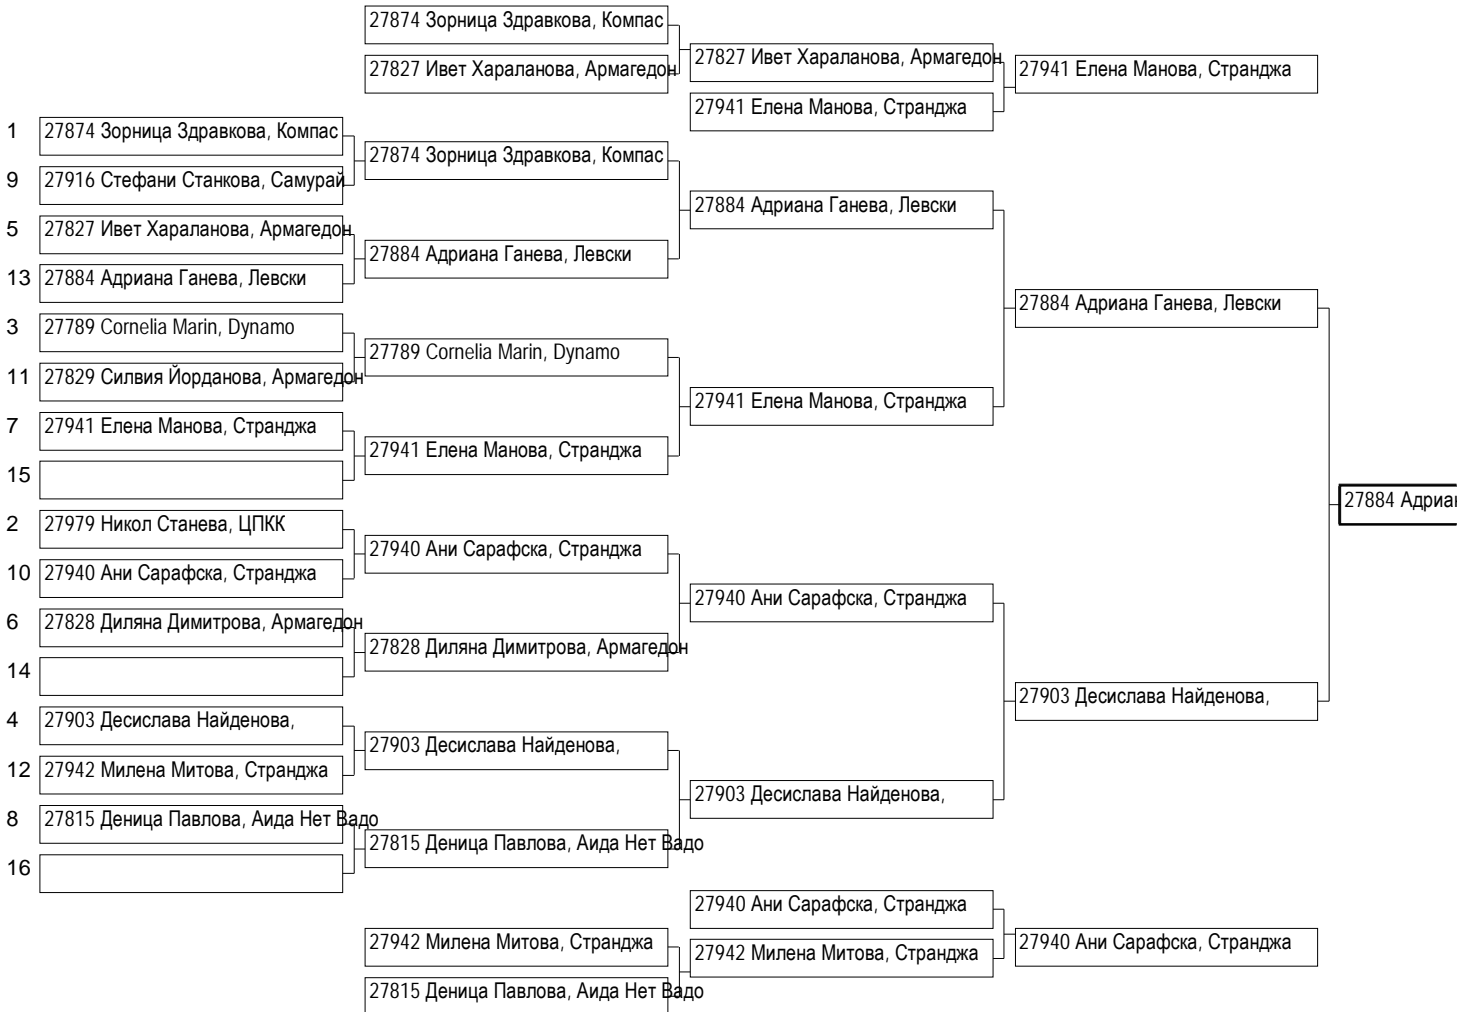 27874 Зорница Здравкова, Компас
27827 Ивет Хараланова, Армагедон
27827 Ивет Хараланова, Армагедон
27941 Елена Манова, Странджа
27941 Елена Манова, Странджа
1 27874 Зорница Здравкова, Компас
9 27916 Стефани Станкова, Самурай
5 27827 Ивет Хараланова, Армагедон
13 27884 Адриана Ганева, Левски
3 27789 Cornelia Marin, Dynamo
11 27829 Силвия Йорданова, Армагедон
7 27941 Елена Манова, Странджа
15
2 27979 Никол Станева, ЦПКК
10 27940 Ани Сарафска, Странджа
6 27828 Диляна Димитрова, Армагедон
14
4 27903 Десислава Найденова,
12 27942 Милена Митова, Странджа
8 27815 Деница Павлова, Аида Нет Вадо
16
27874 Зорница Здравкова, Компас
27884 Адриана Ганева, Левски
27789 Cornelia Marin, Dynamo
27941 Елена Манова, Странджа
27940 Ани Сарафска, Странджа
27828 Диляна Димитрова, Армагедон
27903 Десислава Найденова,
27815 Деница Павлова, Аида Нет Вадо
27884 Адриана Ганева, Левски
27941 Елена Манова, Странджа
27940 Ани Сарафска, Странджа
27903 Десислава Найденова,
27884 Адриана Ганева, Левски
27903 Десислава Найденова,
27884
27942 Милена Митова, Странджа
27815 Деница Павлова, Аида Нет Вадо
27940 Ани Сарафска, Странджа
27942 Милена Митова, Странджа
27940 Ани Сарафска, Странджа